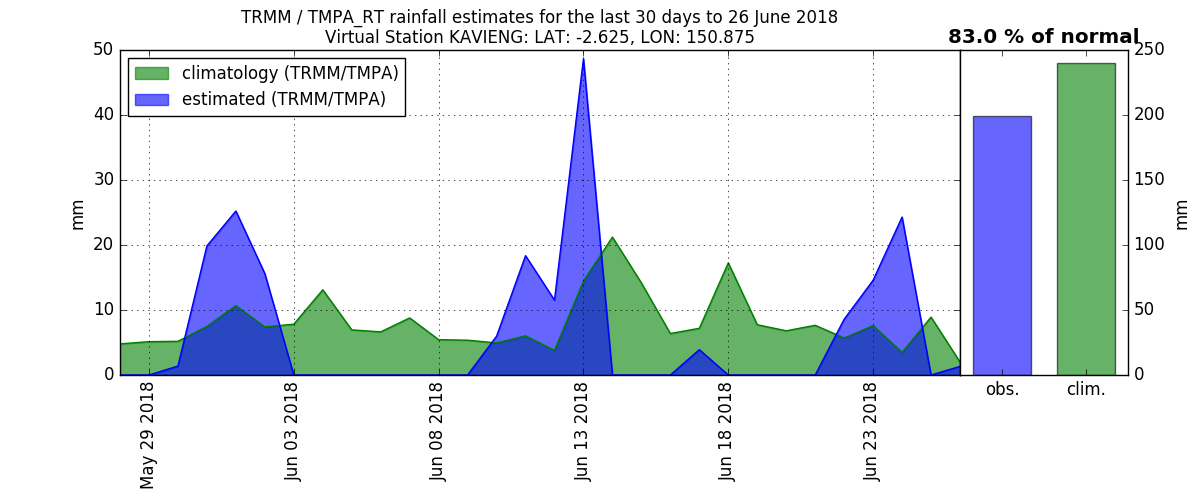 TRMM / TMPA_RT rainfall estimates for the last 30 days to 26 June 2018
Virtual Station KAVIENG: LAT: -2.625, LON: 150.875
83.0 % of normal
climatology (TRMM/TMPA)
estimated (TRMM/TMPA)
50
40
30
20
10
0
mm
May 29 2018
Jun 03 2018
Jun 08 2018
Jun 13 2018
Jun 18 2018
Jun 23 2018
obs.
clim.
250
200
150
100
50
0
mm